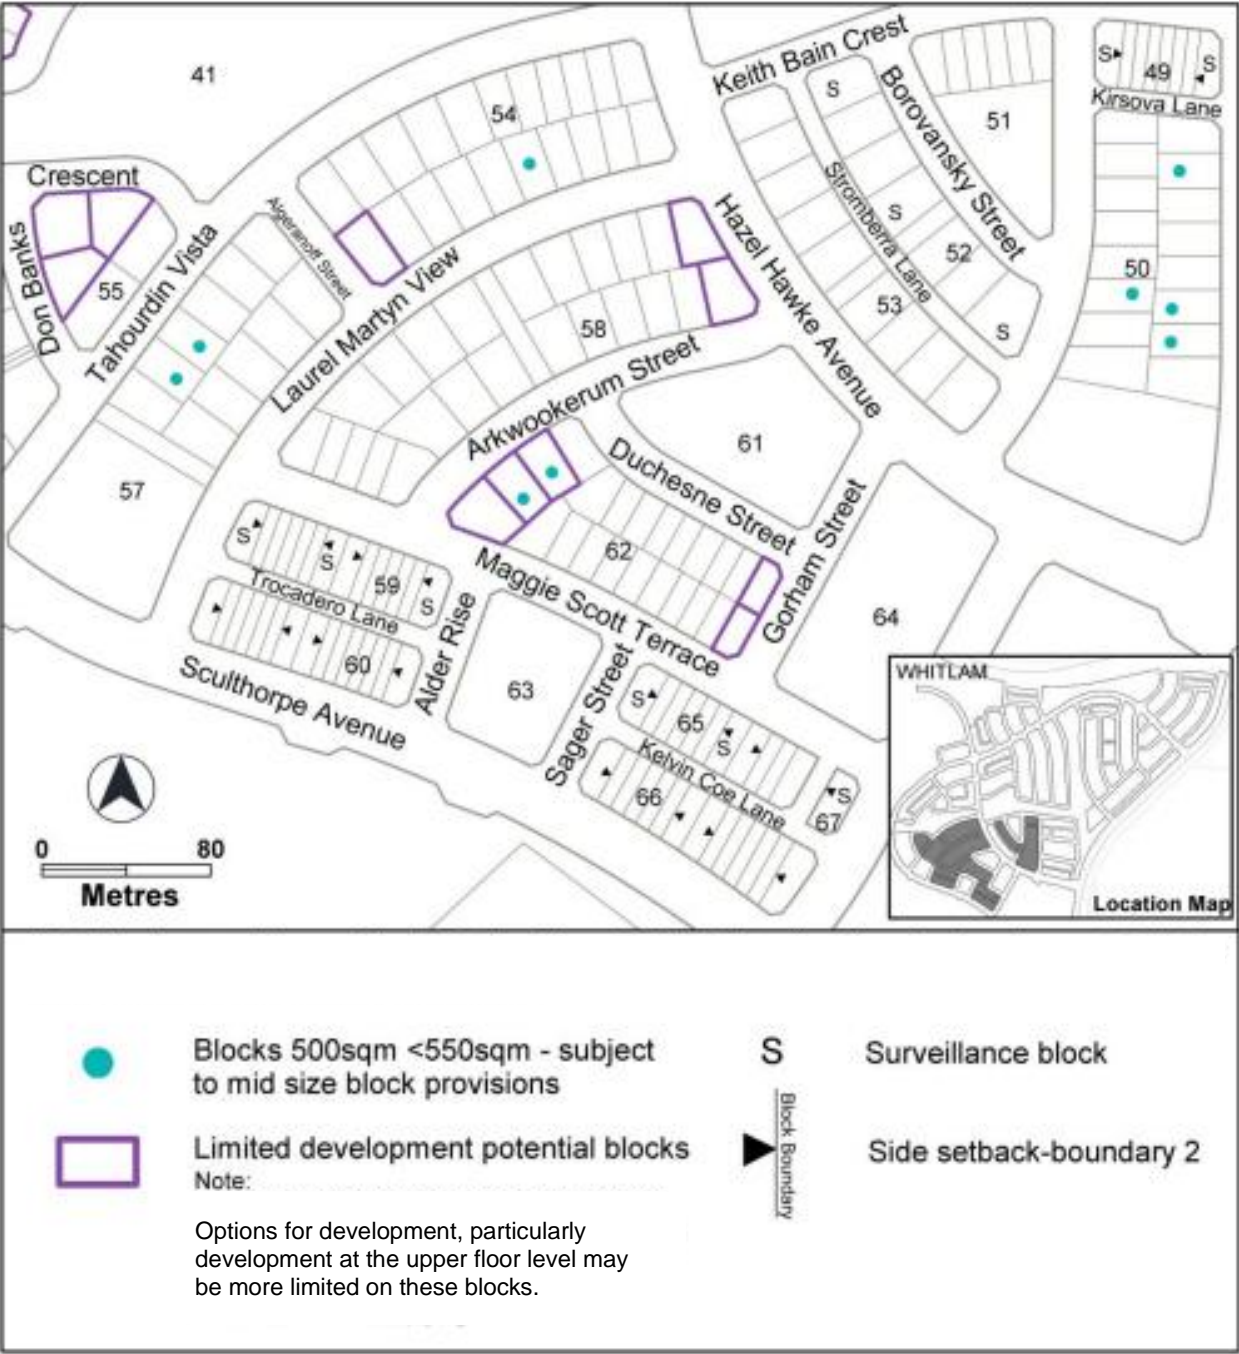 41
54
Keith Bain Crest
Borovansky Street
51
S
49
S
Kirsova Lane
S
Crescent
Don Banks
55
Tahourdin Vista
Algeranoff Street
Laurel Martyn View
58
Hazel Hawke Avenue
Stromberra Lane
S
52
53
S
50
Arkwookerum Street
61
57
Duchesne Street
Gorham Street
62
Maggie Scott Terrace
64
S
S
59
S
Trocadero Lane
60
Alder Rise
Sculthorpe Avenue
63
Sager Street
S
65
S
Kelvin Coe Lane
66
S
67
0 80
Metres
WHITLAM
Location Map
Blocks 500sqm <550sqm - subject
to mid size block provisions
S
Surveillance block
Limited development potential blocks
Note:
Block Boundary
Side setback-boundary 2
Options for development, particularly
development at the upper floor level may
be more limited on these blocks.